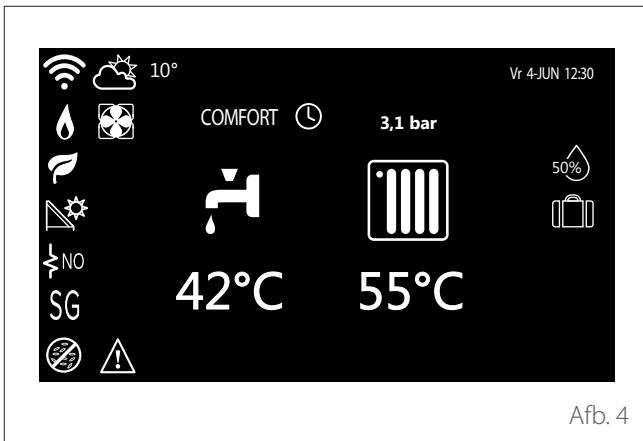 10°
Vr 4-JUN 12:30
COMFORT
3,1 bar
50%
NO
SG
42°C 55°C
Afb. 4